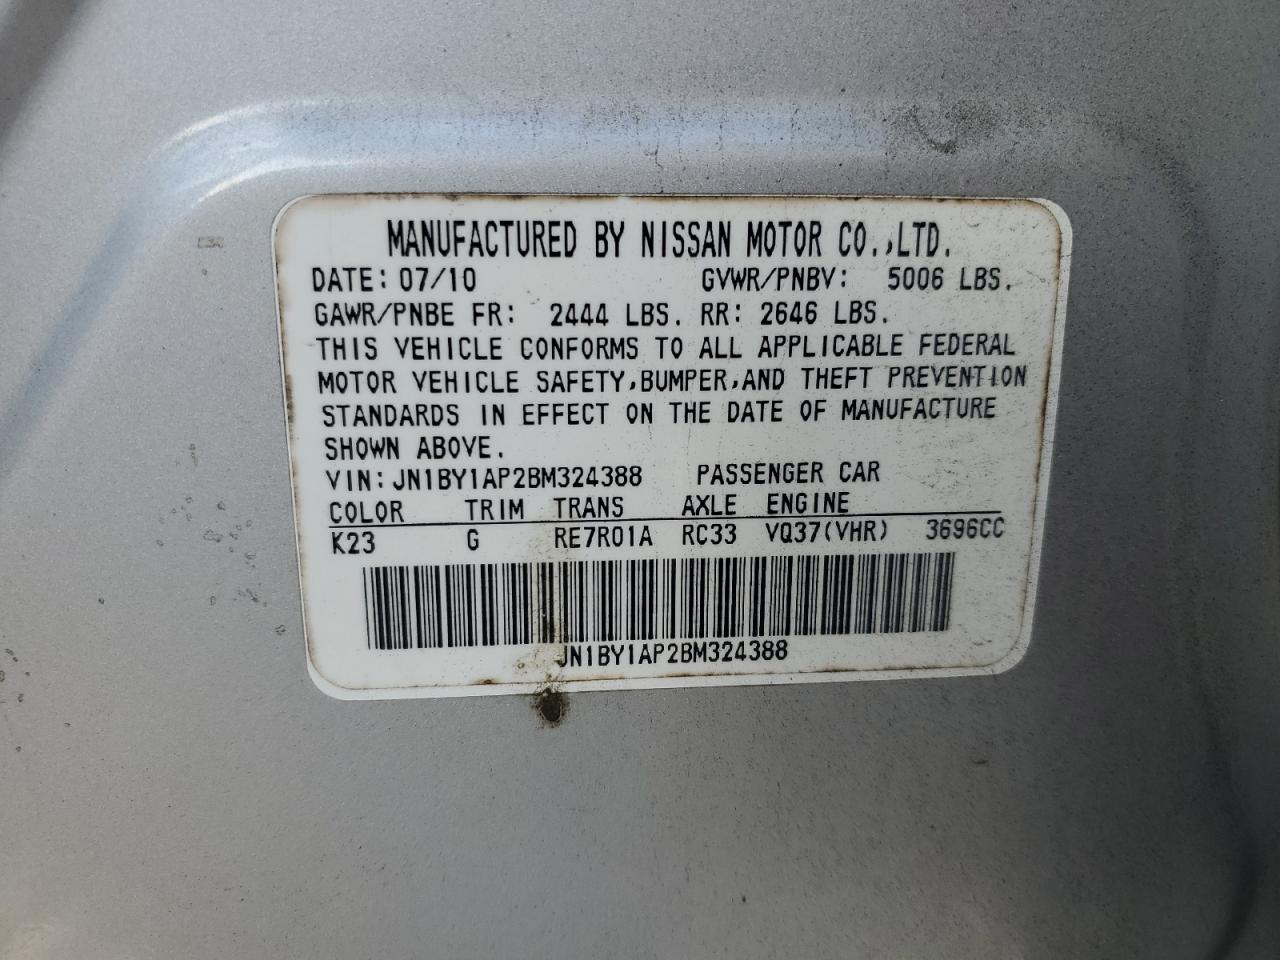 MANUFACTURED BY NISSAN MOTOR CO.,LTD.
DATE: 07/10 GVWR/PNBV: 5006 LBS.
GAWR/PNBE FR: 2444 LBS. RR: 2646 LBS.
THIS VEHICLE CONFORMS TO ALL APPLICABLE FEDERAL
MOTOR VEHICLE SAFETY,BUMPER,AND THEFT PREVENTION
STANDARDS IN EFFECT ON THE DATE OF MANUFACTURE
SHOWN ABOVE.
VIN: JN1BY1AP2BM324388 PASSENGER CAR
COLOR TRIM TRANS AXLE ENGINE
K23 G RE7R01A RC33 VQ37(VHR) 3696CC
JN1BY1AP2BM324388